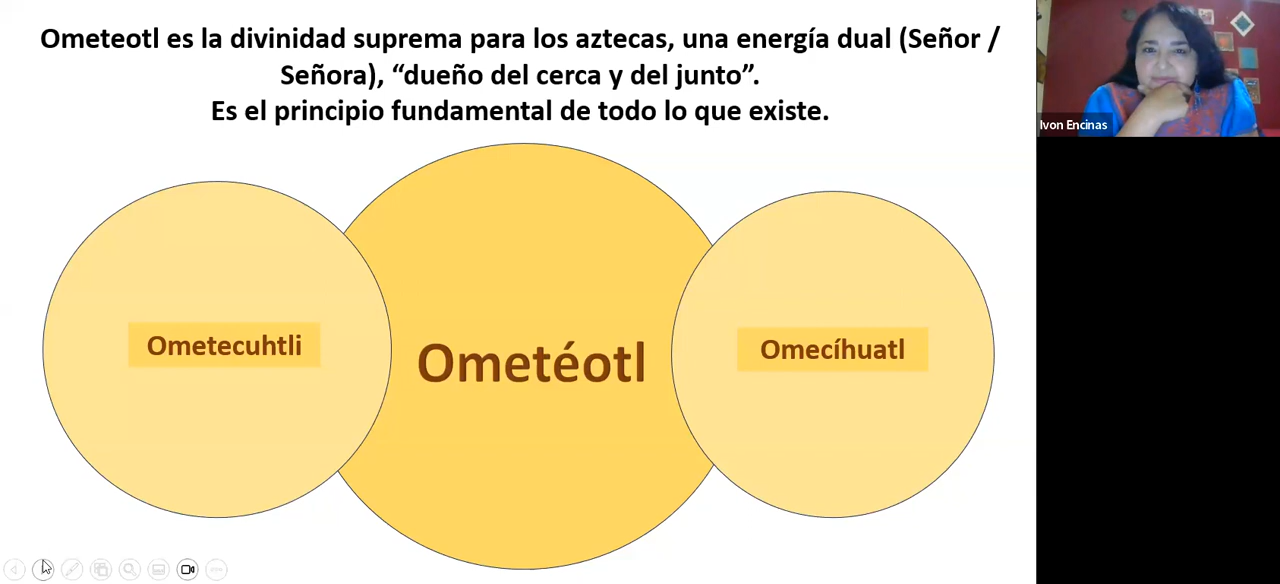 Ometeotl es la divinidad suprema para los aztecas, una energía dual (Señor /
Señora), “dueño del cerca y del junto”.
Es el principio fundamental de todo lo que existe.
Ivon Encinas
Ometecuhtli
Ometéotl
Omecíhuatl